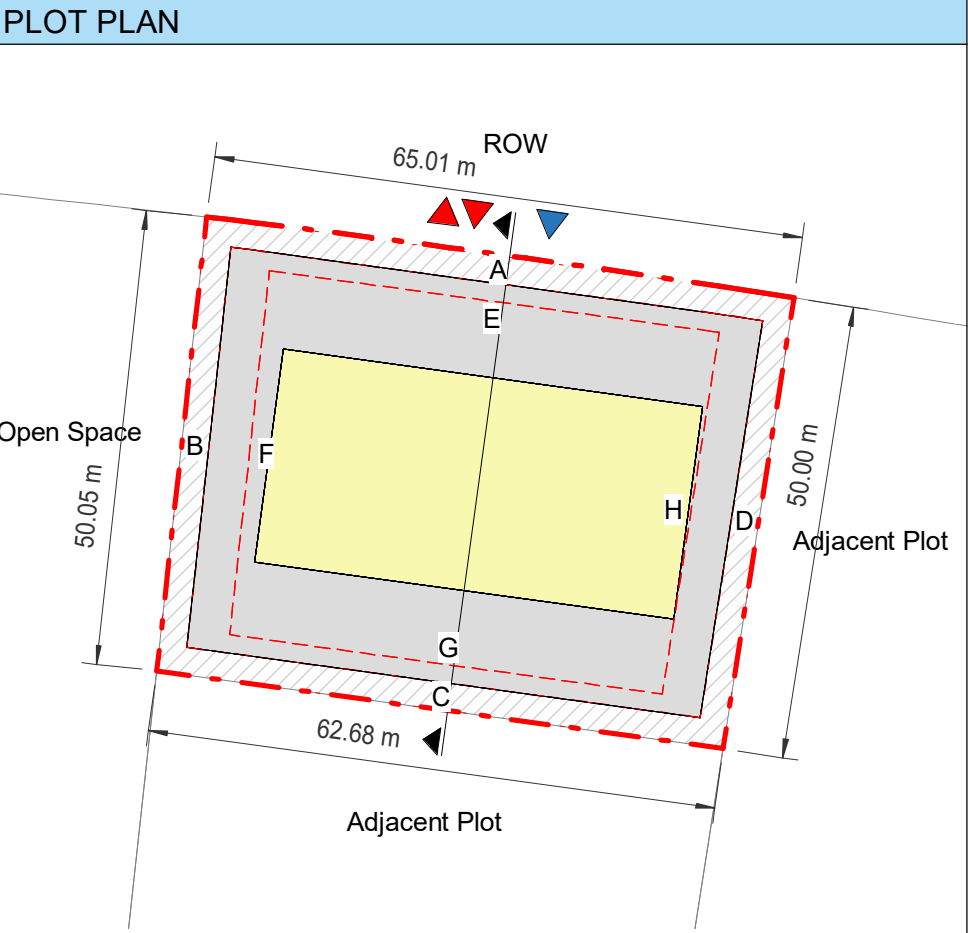 PLOT PLAN
ROW
65.01 m
A
E
Open Space
B
F
50.00 m
50.05 m
H
D
Adjacent Plot
G
C
62.68 m
Adjacent Plot